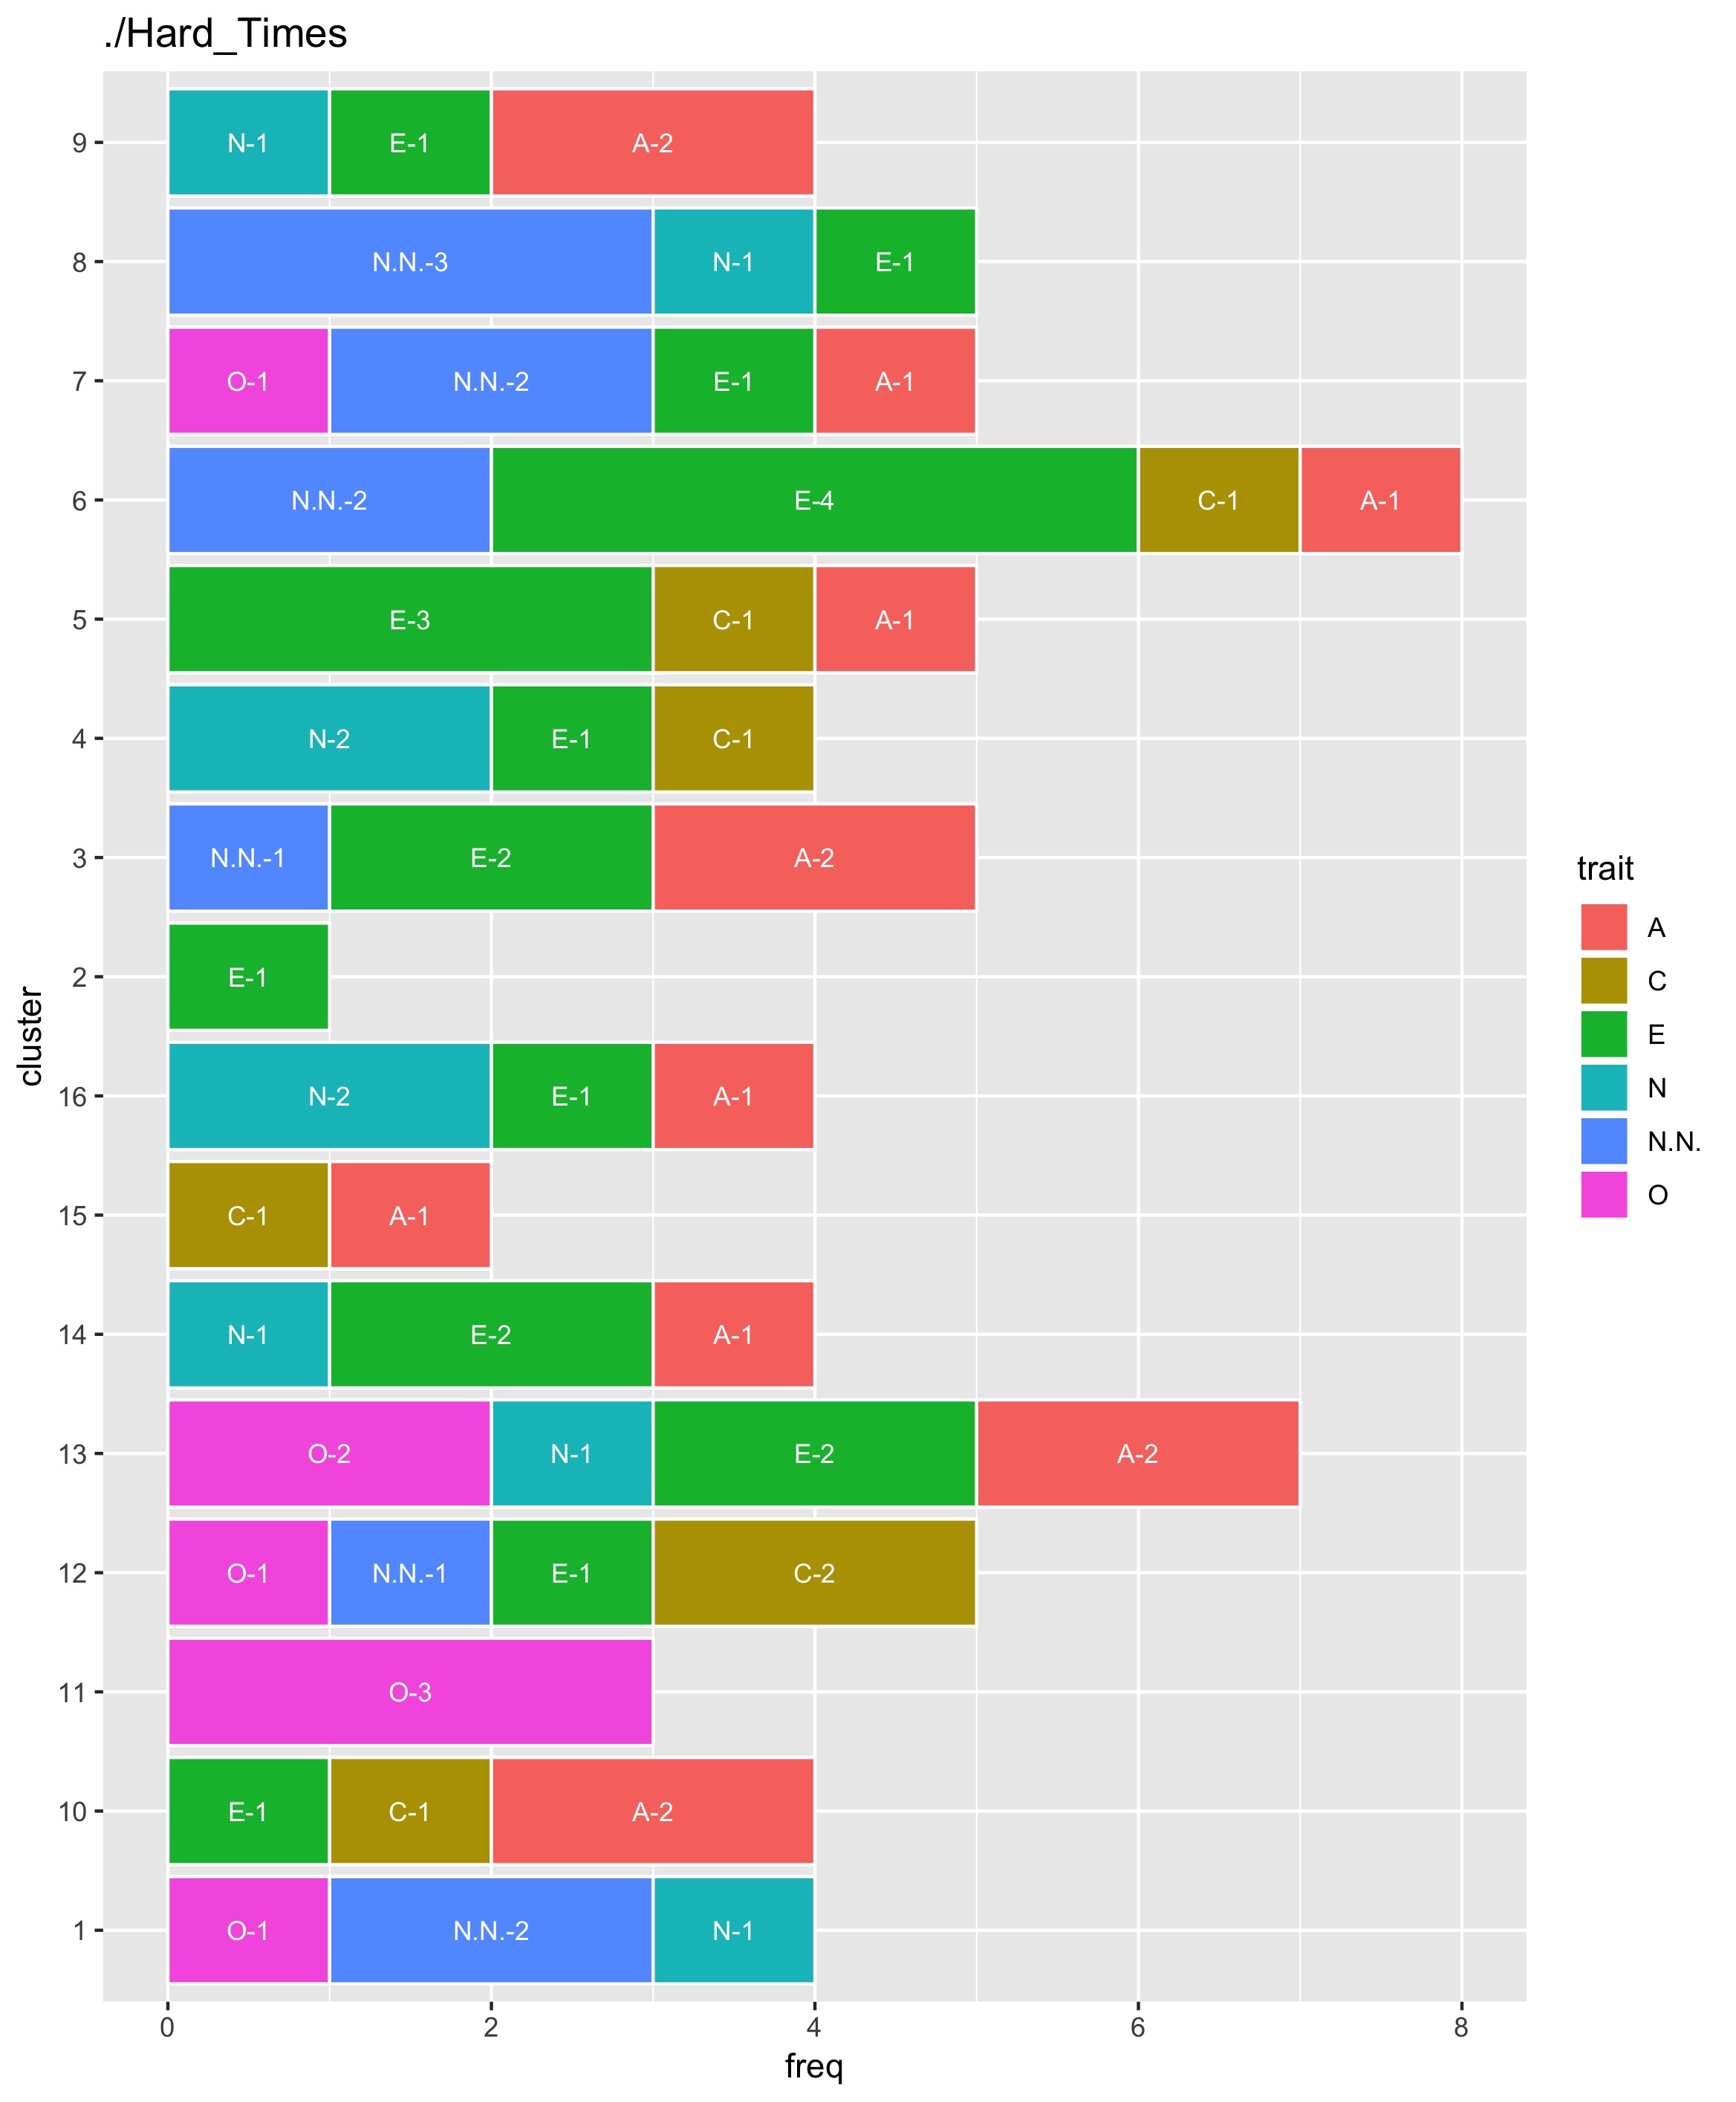 ./Hard_Times
9 N-1 E-1 A-2
8 N.N.-3 N-1 E-1
7 O-1 N.N.-2 E-1 A-1
6 N.N.-2 E-4 C-1 A-1
5 E-3 C-1 A-1
4 N-2 E-1 C-1
3 N.N.-1 E-2 A-2
2 E-1
16 N-2 E-1 A-1
15 C-1 A-1
14 N-1 E-2 A-1
13 O-2 N-1 E-2 A-2
12 O-1 N.N.-1 E-1 C-2
11 O-3
10 E-1 C-1 A-2
1 O-1 N.N.-2 N-1
0 2 4 6 8
freq
cluster
trait
A
C
E
N
N.N.
O